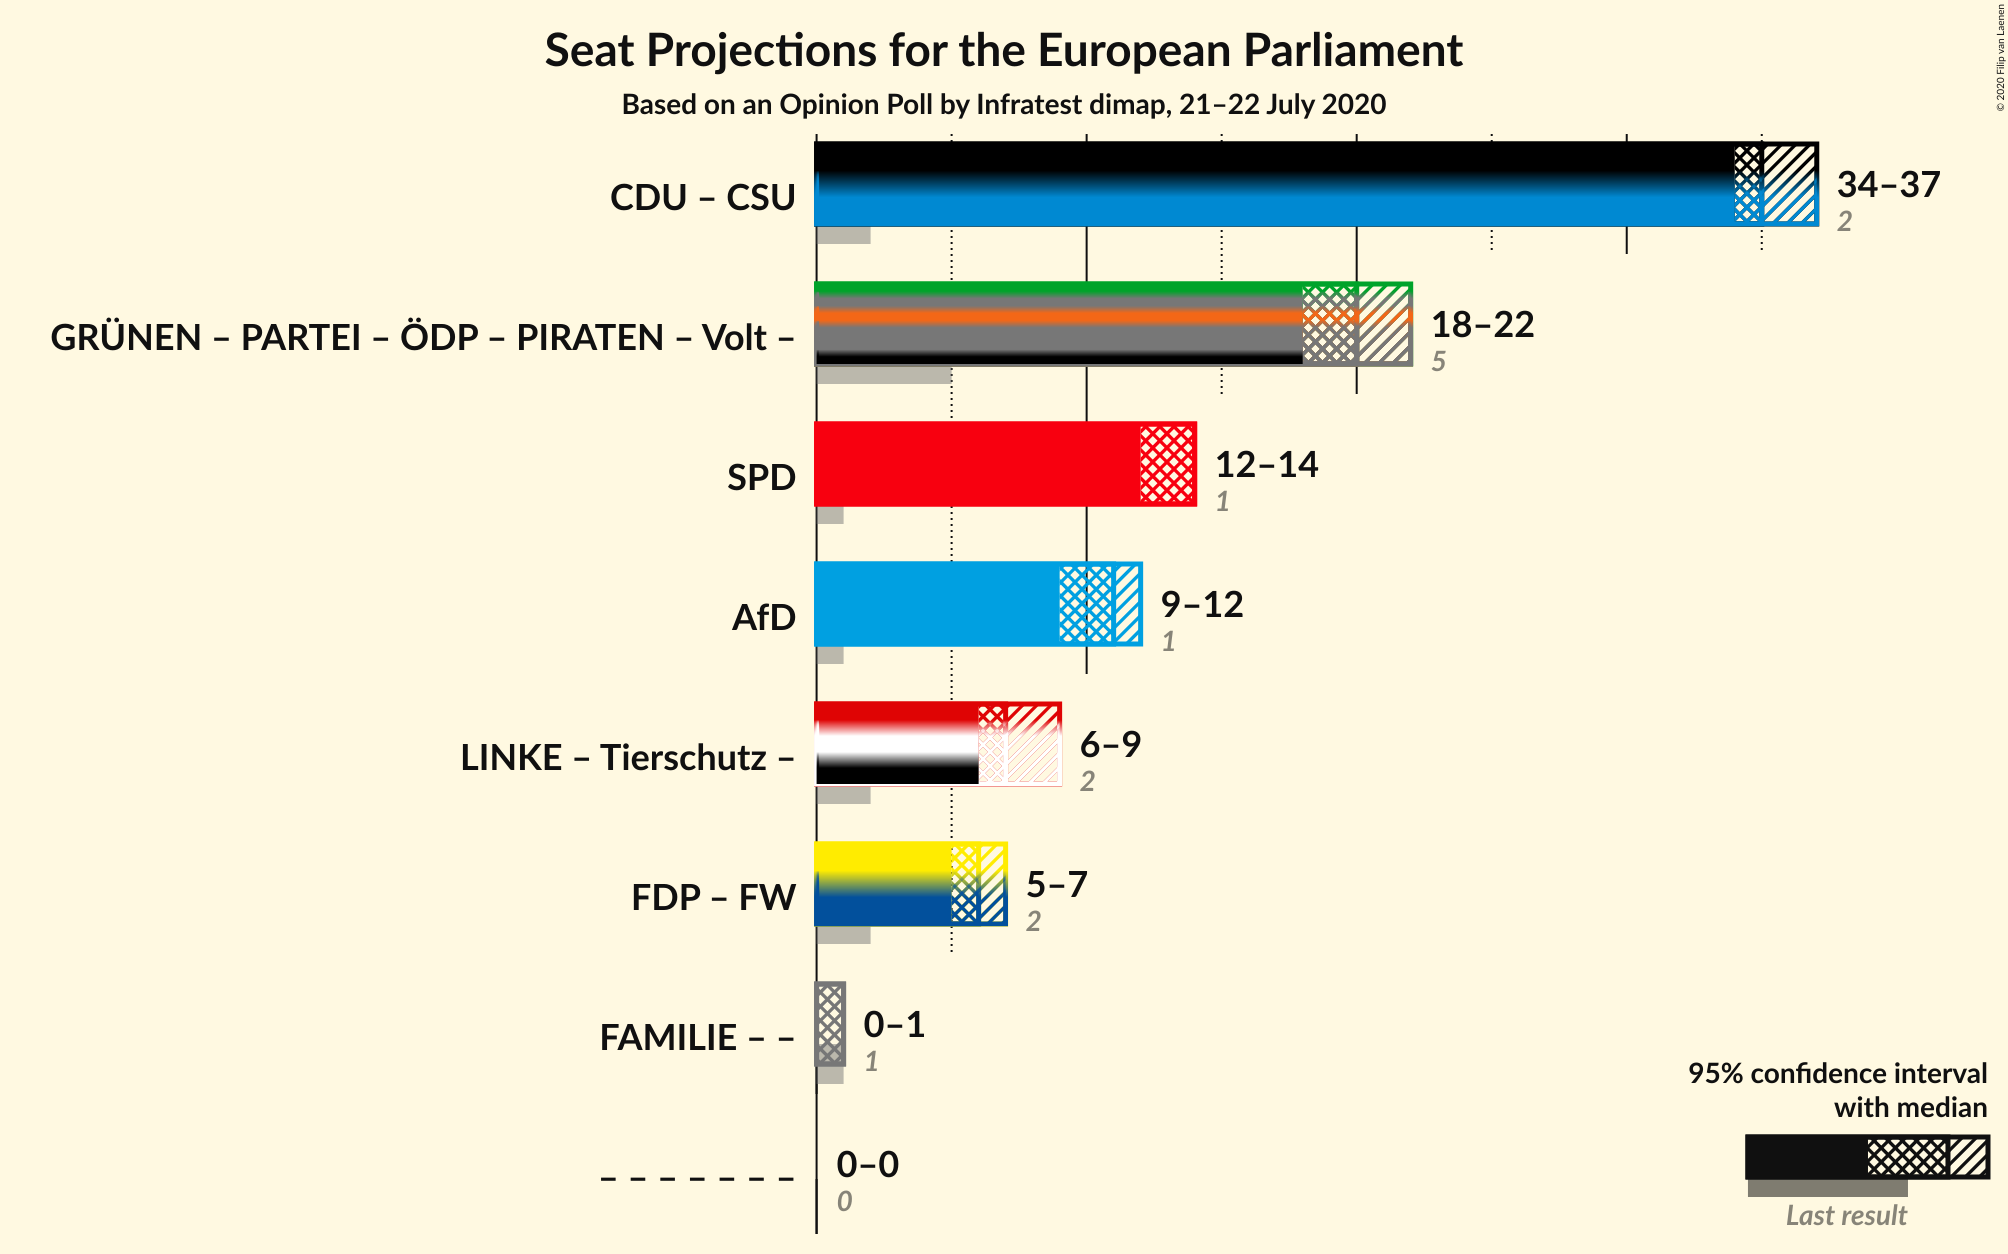 Seat Projections for the European Parliament
Based on an Opinion Poll by Infratest dimap, 21–22 July 2020
© 2020 Filip van Laenen
CDU – CSU
34–37
2
GRÜNEN – PARTEI – ÖDP – PIRATEN – Volt –
18–22
5
SPD
12–14
1
AfD
9–12
1
LINKE – Tierschutz –
6–9
2
FDP – FW
5–7
2
FAMILIE – –
0–1
1
– – – – – – –
0–0
0
95% confidence interval
with median
Last result